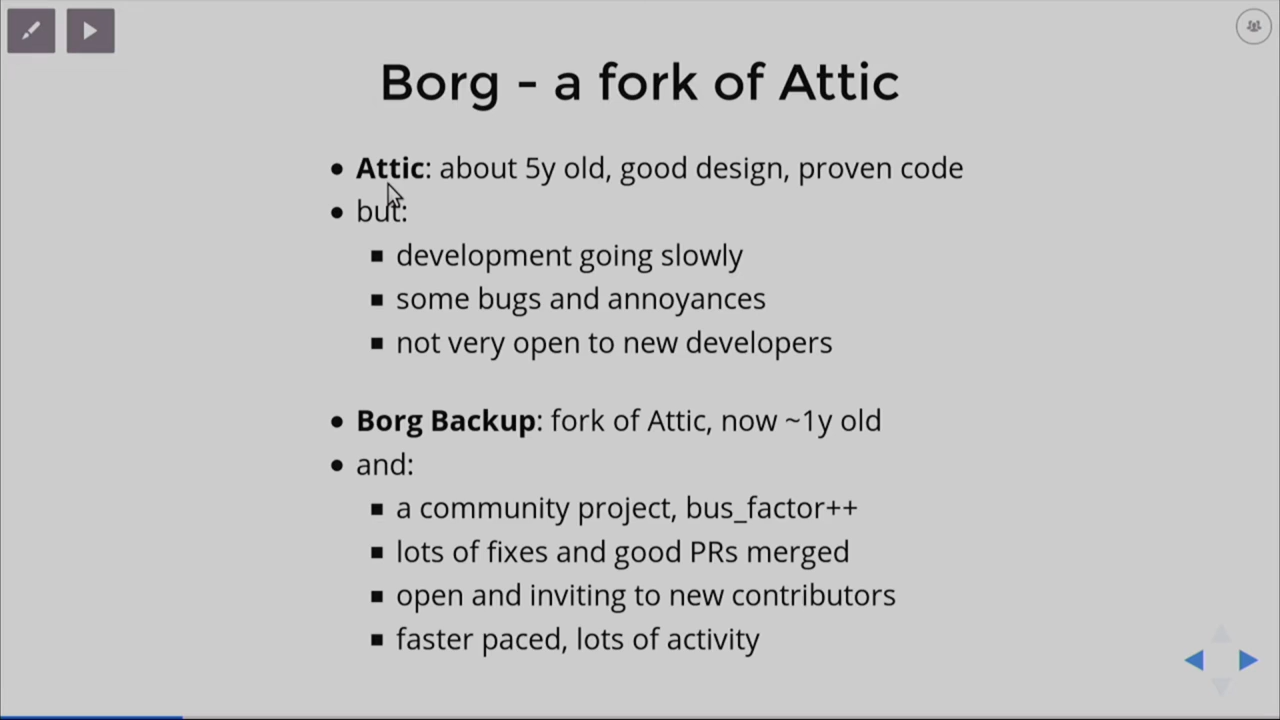 Borg - a fork of Attic
Attic: about 5y old, good design, proven code
but:
development going slowly
some bugs and annoyances
not very open to new developers
Borg Backup: fork of Attic, now ~1y old
and:
a community project, bus_factor++
lots of fixes and good PRs merged
open and inviting to new contributors
faster paced, lots of activity